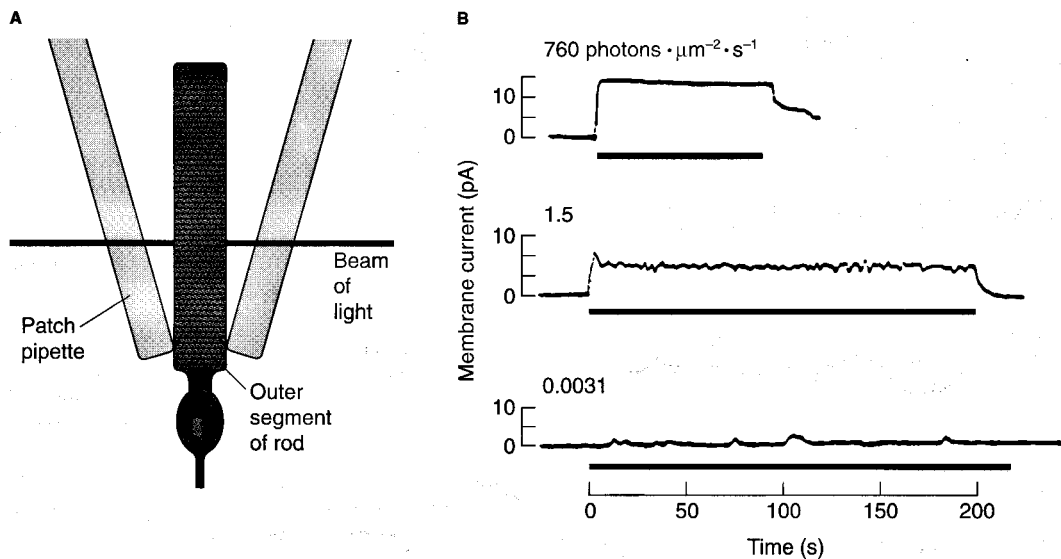 A
Beam
of
light
Patch
pipette
Outer
segment
of rod
B
760 photons · μm⁻² · s⁻¹
10
0
1.5
10
0
0.0031
10
0
Membrane current (pA)
0 50 100 150 200
Time (s)